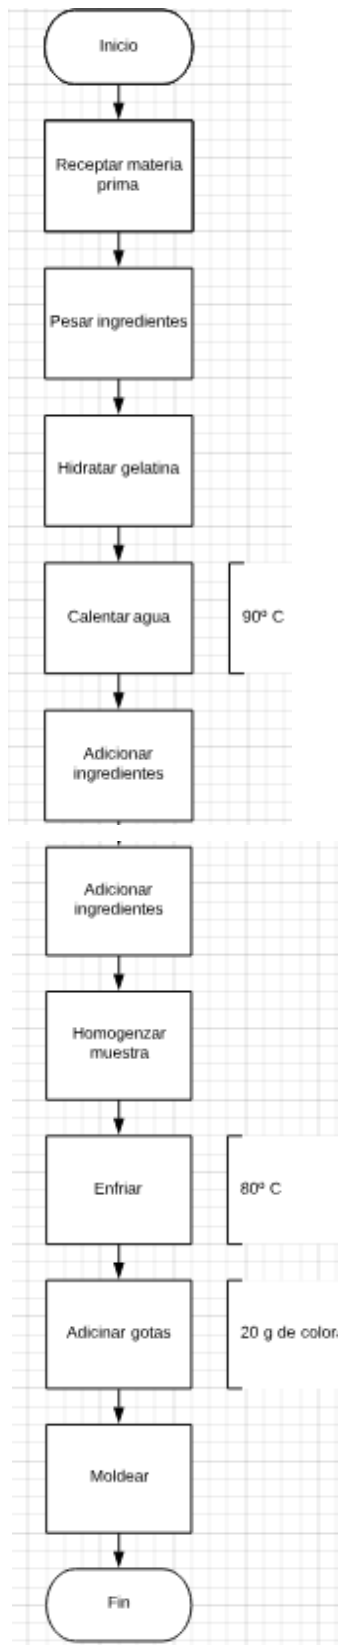 Inicio
Receptar materia
prima
Pesar ingredientes
Hidratar gelatina
Calentar agua
90º C
Adicionar
ingredientes
Adicionar
ingredientes
Homogenzar
muestra
Enfriar
80º C
Adicinar gotas
20 g de color
Moldear
Fin